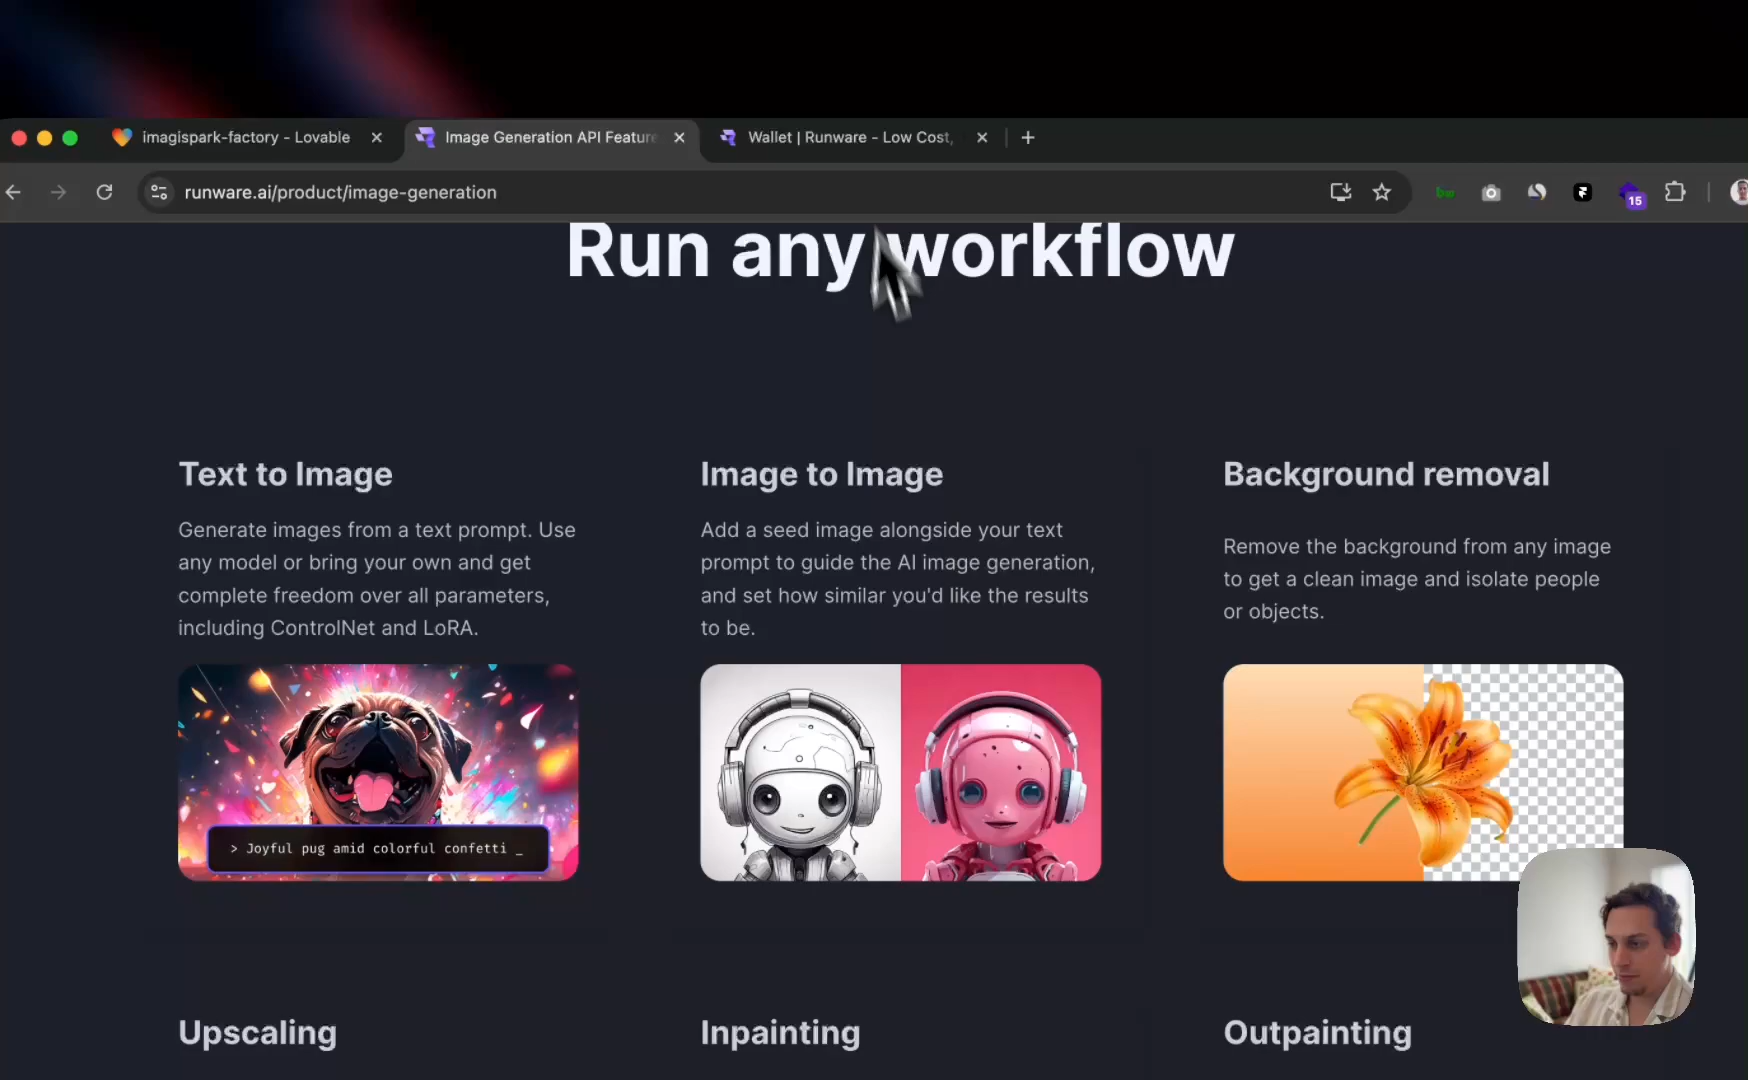 imagispark-factory - Lovable
Image Generation API Feature
Wallet | Runware - Low Cost,
runware.ai/product/image-generation
15
Run any workflow
Text to Image
Generate images from a text prompt. Use
any model or bring your own and get
complete freedom over all parameters,
including ControlNet and LoRA.
> Joyful pug amid colorful confetti _
Image to Image
Add a seed image alongside your text
prompt to guide the AI image generation,
and set how similar you'd like the results
to be.
Background removal
Remove the background from any image
to get a clean image and isolate people
or objects.
Upscaling
Inpainting
Outpainting